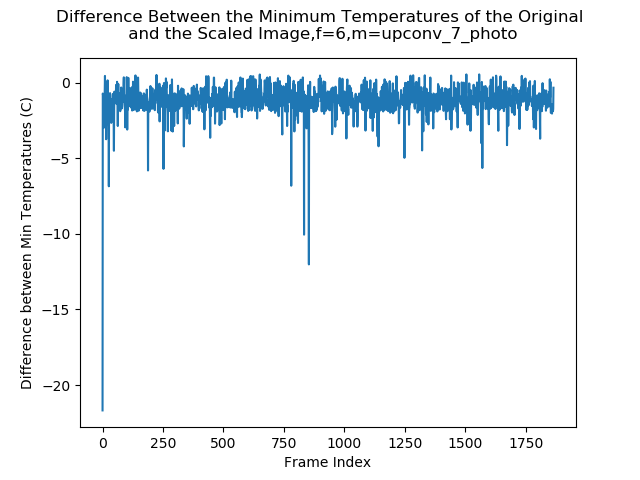 Difference Between the Minimum Temperatures of the Original
and the Scaled Image,f=6,m=upconv_7_photo
Difference between Min Temperatures (C)
0
−5
−10
−15
−20
0 250 500 750 1000 1250 1500 1750
Frame Index